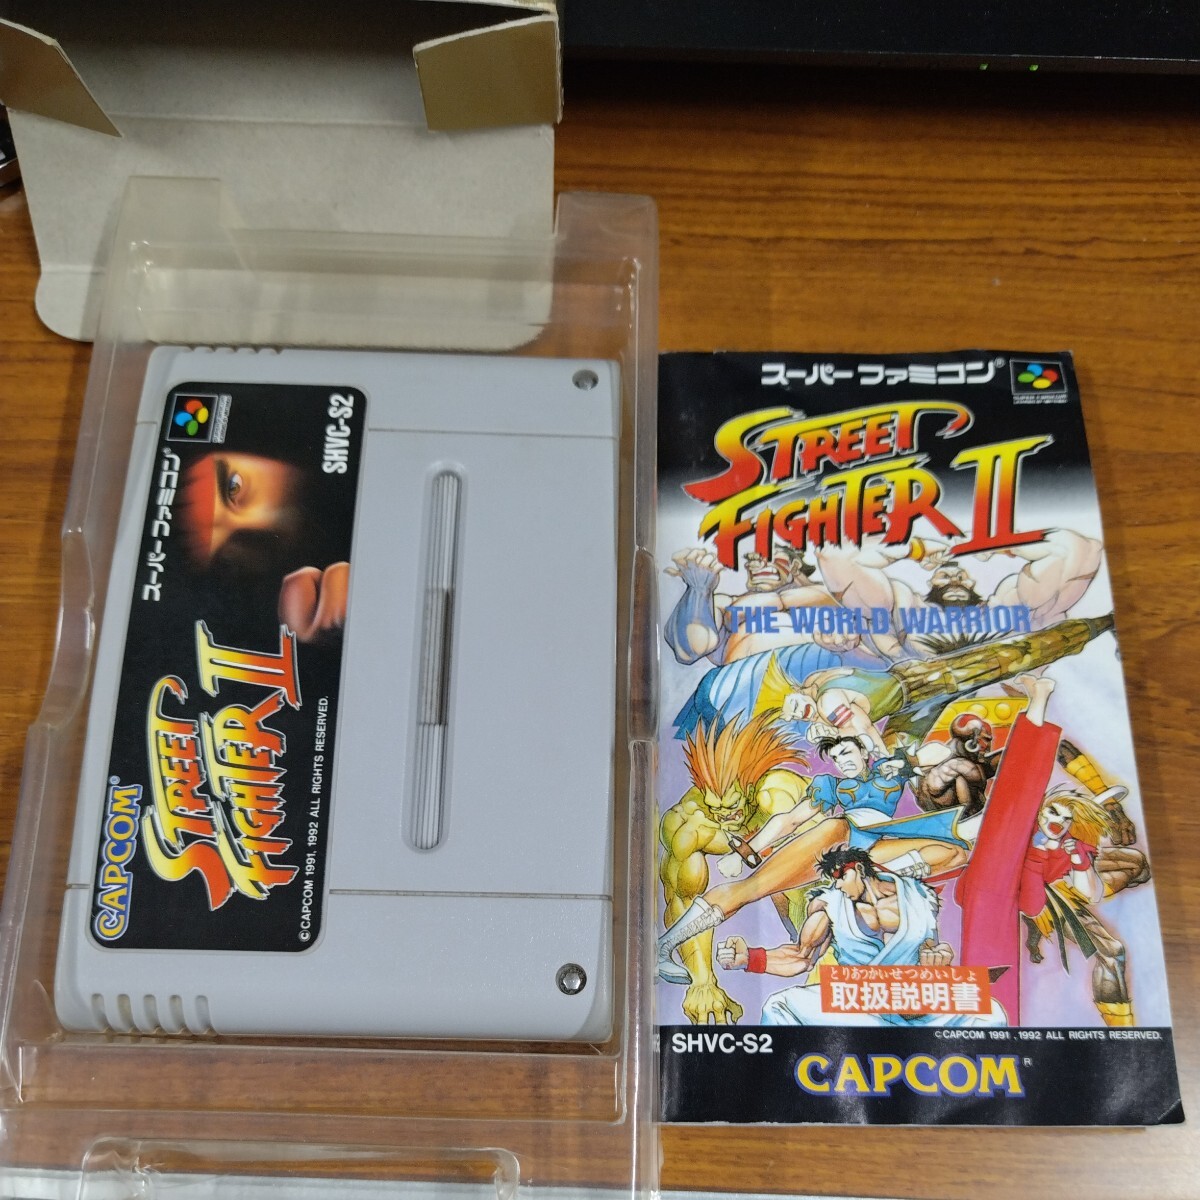 SHVC-S2
スーパーファミコン
STREET
FIGHTER II
CAPCOM®
©CAPCOM 1991, 1992 ALL RIGHTS RESERVED.
スーパーファミコン®
SUPER FAMICOM
STREET
FIGHTER II
THE WORLD WARRIOR
とりあつかいせつめいしょ
取扱説明書
SHVC-S2
©CAPCOM 1991, 1992 ALL RIGHTS RESERVED.
CAPCOM®